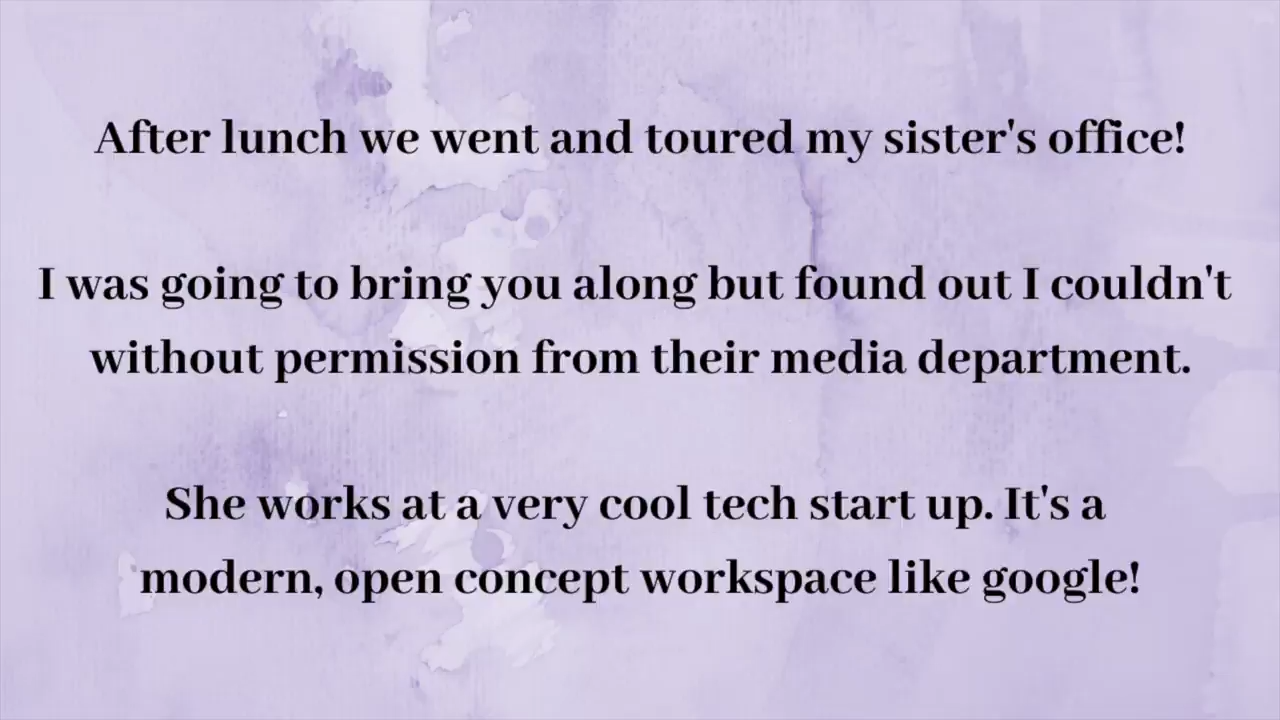 After lunch we went and toured my sister's office!
I was going to bring you along but found out I couldn't
without permission from their media department.
She works at a very cool tech start up. It's a
modern, open concept workspace like google!